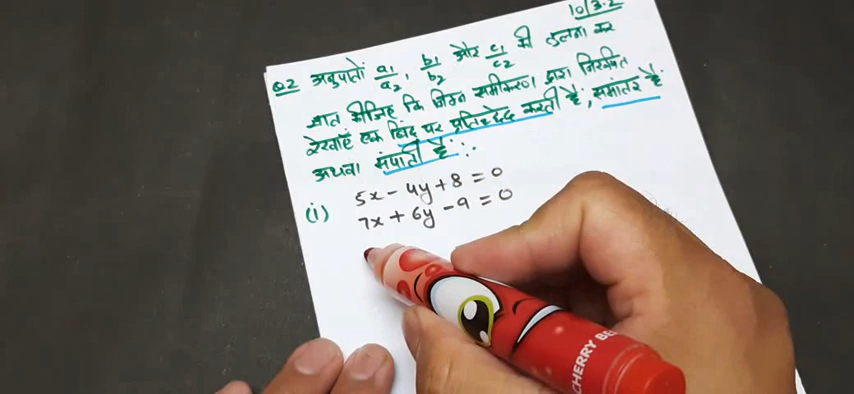 10/3.2
Q2 अनुपातों a₁/a₂, b₁/b₂ और c₁/c₂ की तुलना कर
ज्ञात कीजिए कि निम्न समीकरण द्वारा निरूपित
रेखाएं एक बिंदु पर प्रतिच्छेद करती है, समांतर है
अथवा संपाती है :.
(i) 5x - 4y + 8 = 0
7x + 6y - 9 = 0
CHERRY BE